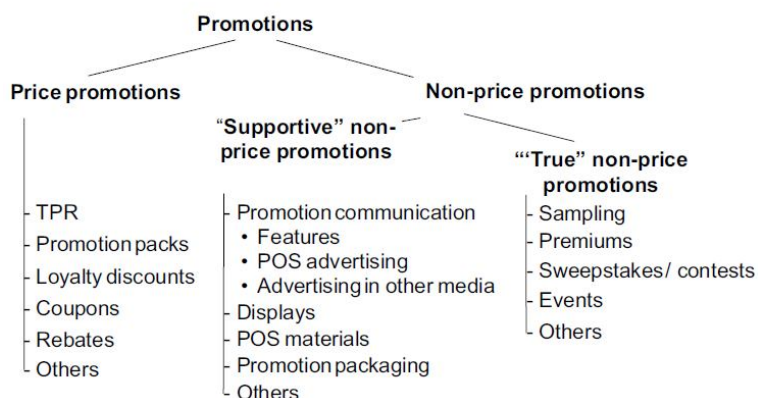 Promotions
Price promotions
Non-price promotions
“Supportive” non-
price promotions
“‘True” non-price
promotions
- TPR
- Promotion packs
- Loyalty discounts
- Coupons
- Rebates
- Others
- Promotion communication
• Features
• POS advertising
• Advertising in other media
- Displays
- POS materials
- Promotion packaging
- Others
- Sampling
- Premiums
- Sweepstakes/ contests
- Events
- Others